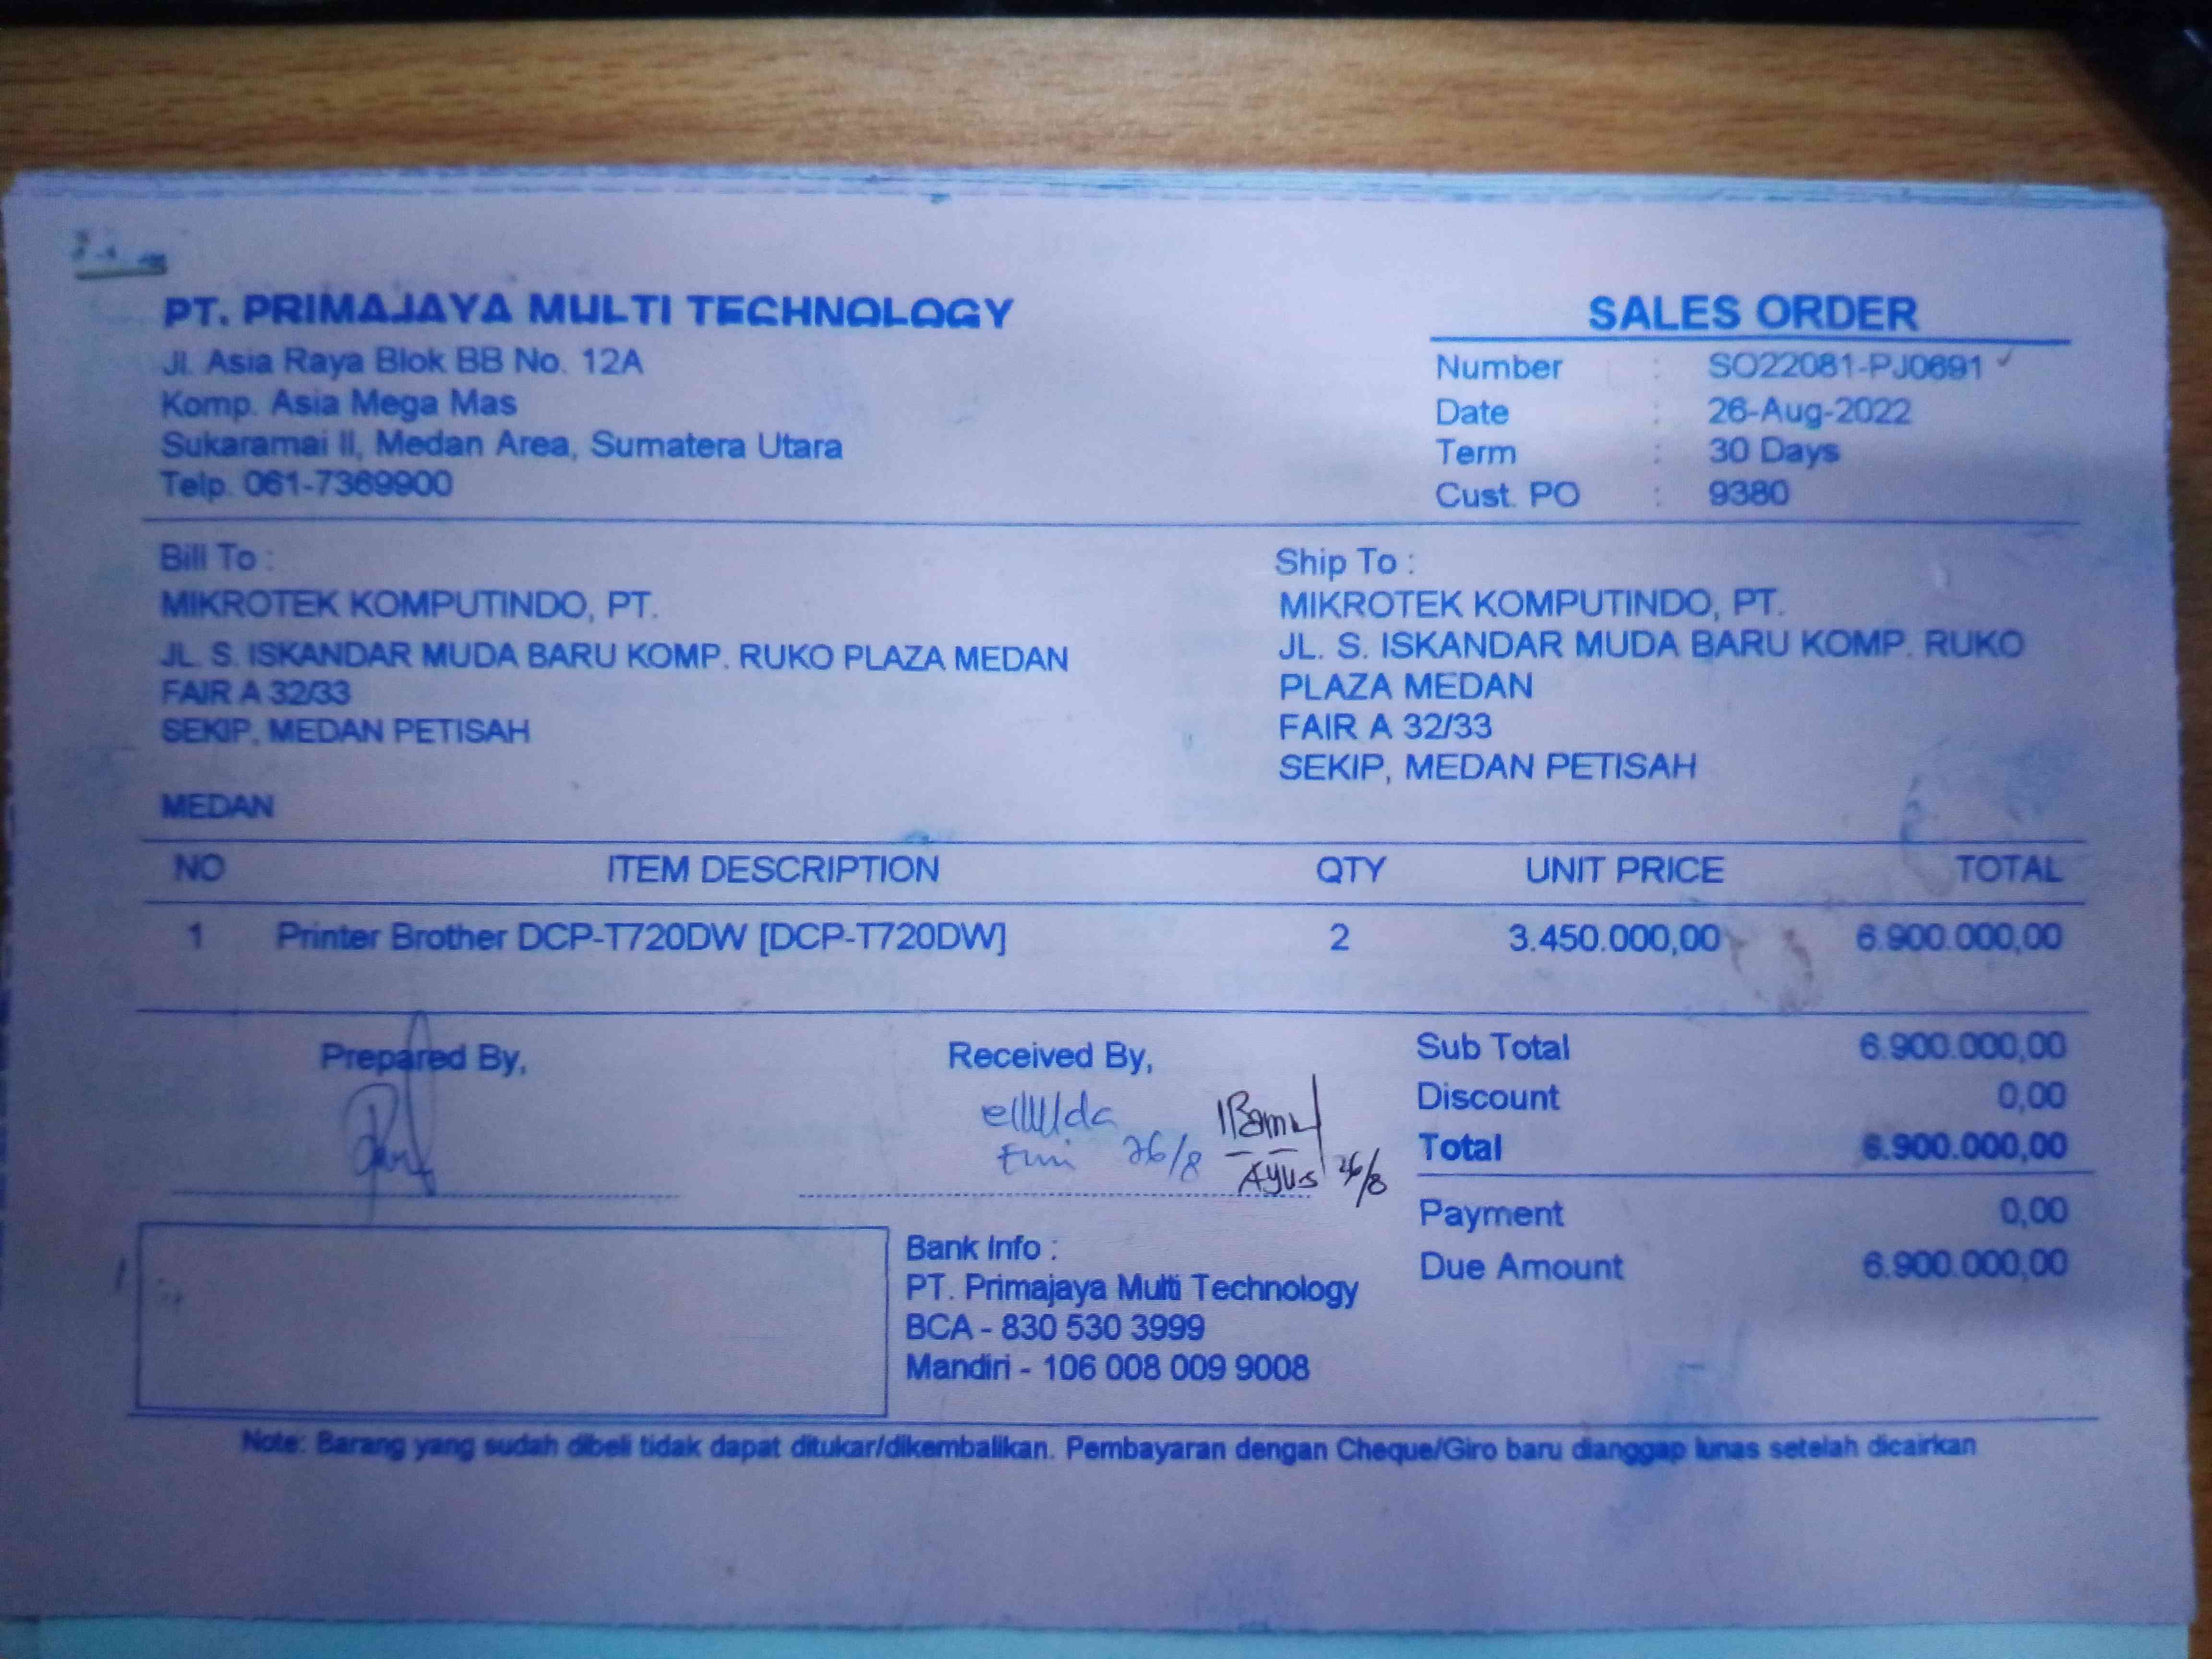 PT. PRIMAJAYA MULTI TECHNOLOGY
Jl. Asia Raya Blok BB No. 12A
Komp. Asia Mega Mas
Sukaramai II, Medan Area, Sumatera Utara
Telp. 061-7369900
SALES ORDER
Number : SO22081-PJ0691
Date : 26-Aug-2022
Term : 30 Days
Cust. PO : 9380
Bill To :
MIKROTEK KOMPUTINDO, PT.
JL. S. ISKANDAR MUDA BARU KOMP. RUKO PLAZA MEDAN
FAIR A 32/33
SEKIP, MEDAN PETISAH
MEDAN
Ship To :
MIKROTEK KOMPUTINDO, PT.
JL. S. ISKANDAR MUDA BARU KOMP. RUKO
PLAZA MEDAN
FAIR A 32/33
SEKIP, MEDAN PETISAH
NO ITEM DESCRIPTION QTY UNIT PRICE TOTAL
1 Printer Brother DCP-T720DW [DCP-T720DW] 2 3.450.000,00 6.900.000,00
Prepared By,
Received By,
26/8
Ayus 26/8
Sub Total 6.900.000,00
Discount 0,00
Total 6.900.000,00
Payment 0,00
Due Amount 6.900.000,00
Bank Info :
PT. Primajaya Multi Technology
BCA - 830 530 3999
Mandiri - 106 008 009 9008
Note: Barang yang sudah dibeli tidak dapat ditukar/dikembalikan. Pembayaran dengan Cheque/Giro baru dianggap lunas setelah dicairkan